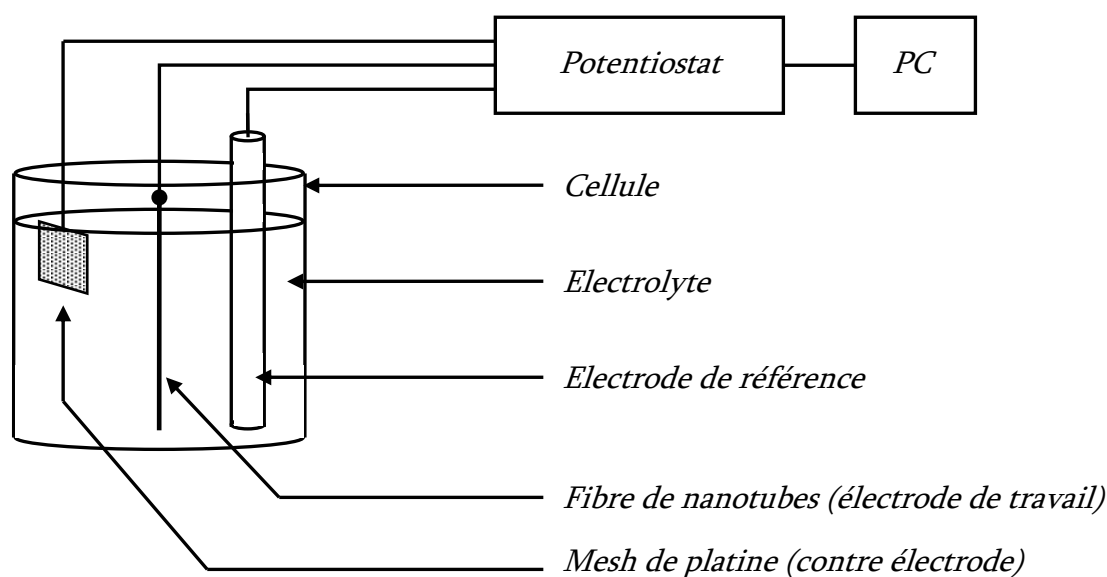 Potentiostat
PC
Cellule
Electrolyte
Electrode de référence
Fibre de nanotubes (électrode de travail)
Mesh de platine (contre électrode)